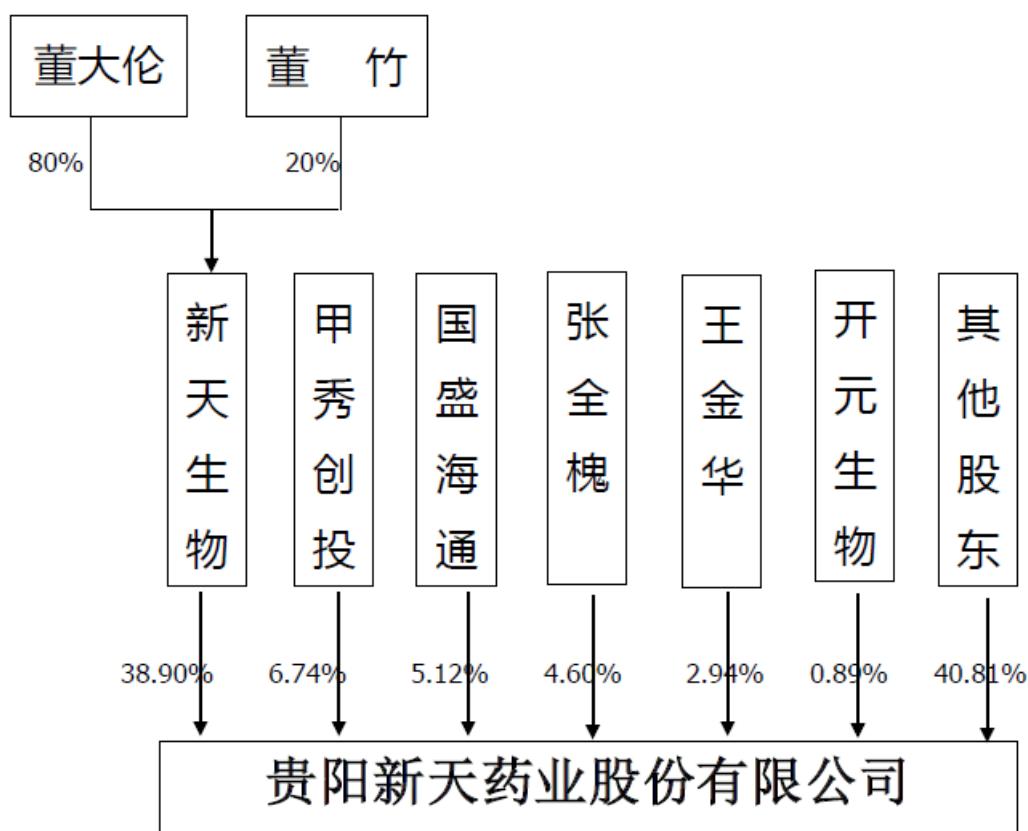 董大伦
董 竹
80%
20%
新天生物
甲秀创投
国盛海通
张全槐
王金华
开元生物
其他股东
38.90%
6.74%
5.12%
4.60%
2.94%
0.89%
40.81%
贵阳新天药业股份有限公司